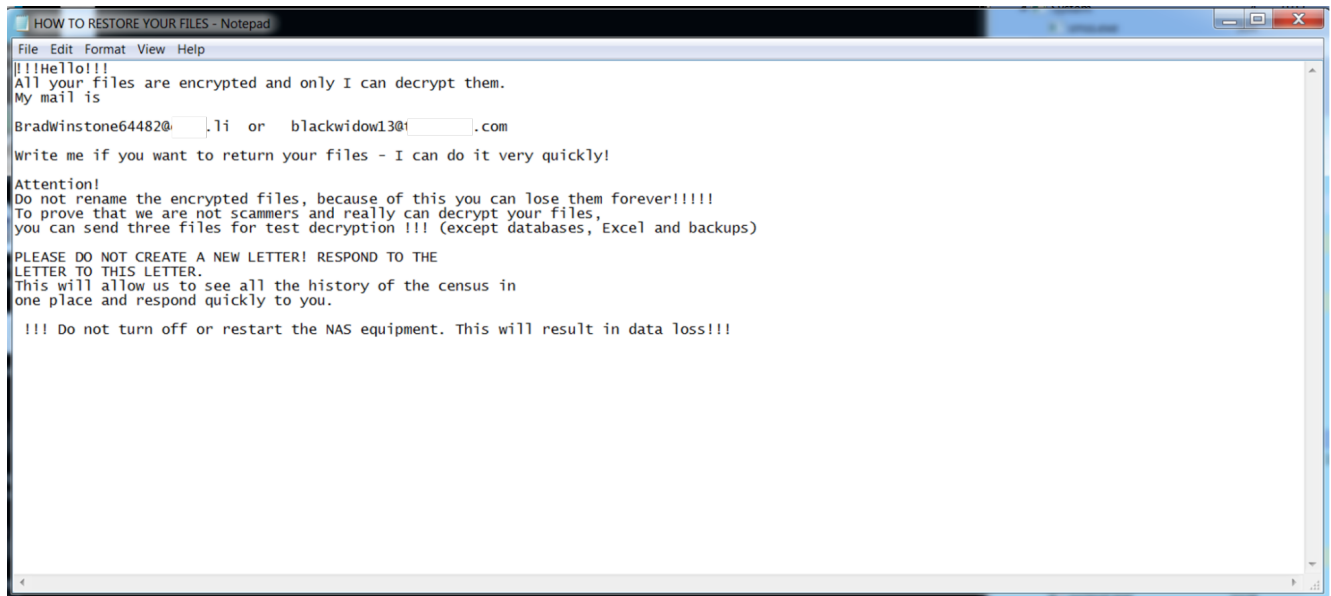 HOW TO RESTORE YOUR FILES - Notepad
File Edit Format View Help
!!!Hello!!!
All your files are encrypted and only I can decrypt them.
My mail is
BradWinstone64482@ .li or blackwidow13@t .com
Write me if you want to return your files - I can do it very quickly!
Attention!
Do not rename the encrypted files, because of this you can lose them forever!!!!!
To prove that we are not scammers and really can decrypt your files,
you can send three files for test decryption !!! (except databases, Excel and backups)
PLEASE DO NOT CREATE A NEW LETTER! RESPOND TO THE
LETTER TO THIS LETTER.
This will allow us to see all the history of the census in
one place and respond quickly to you.
!!! Do not turn off or restart the NAS equipment. This will result in data loss!!!